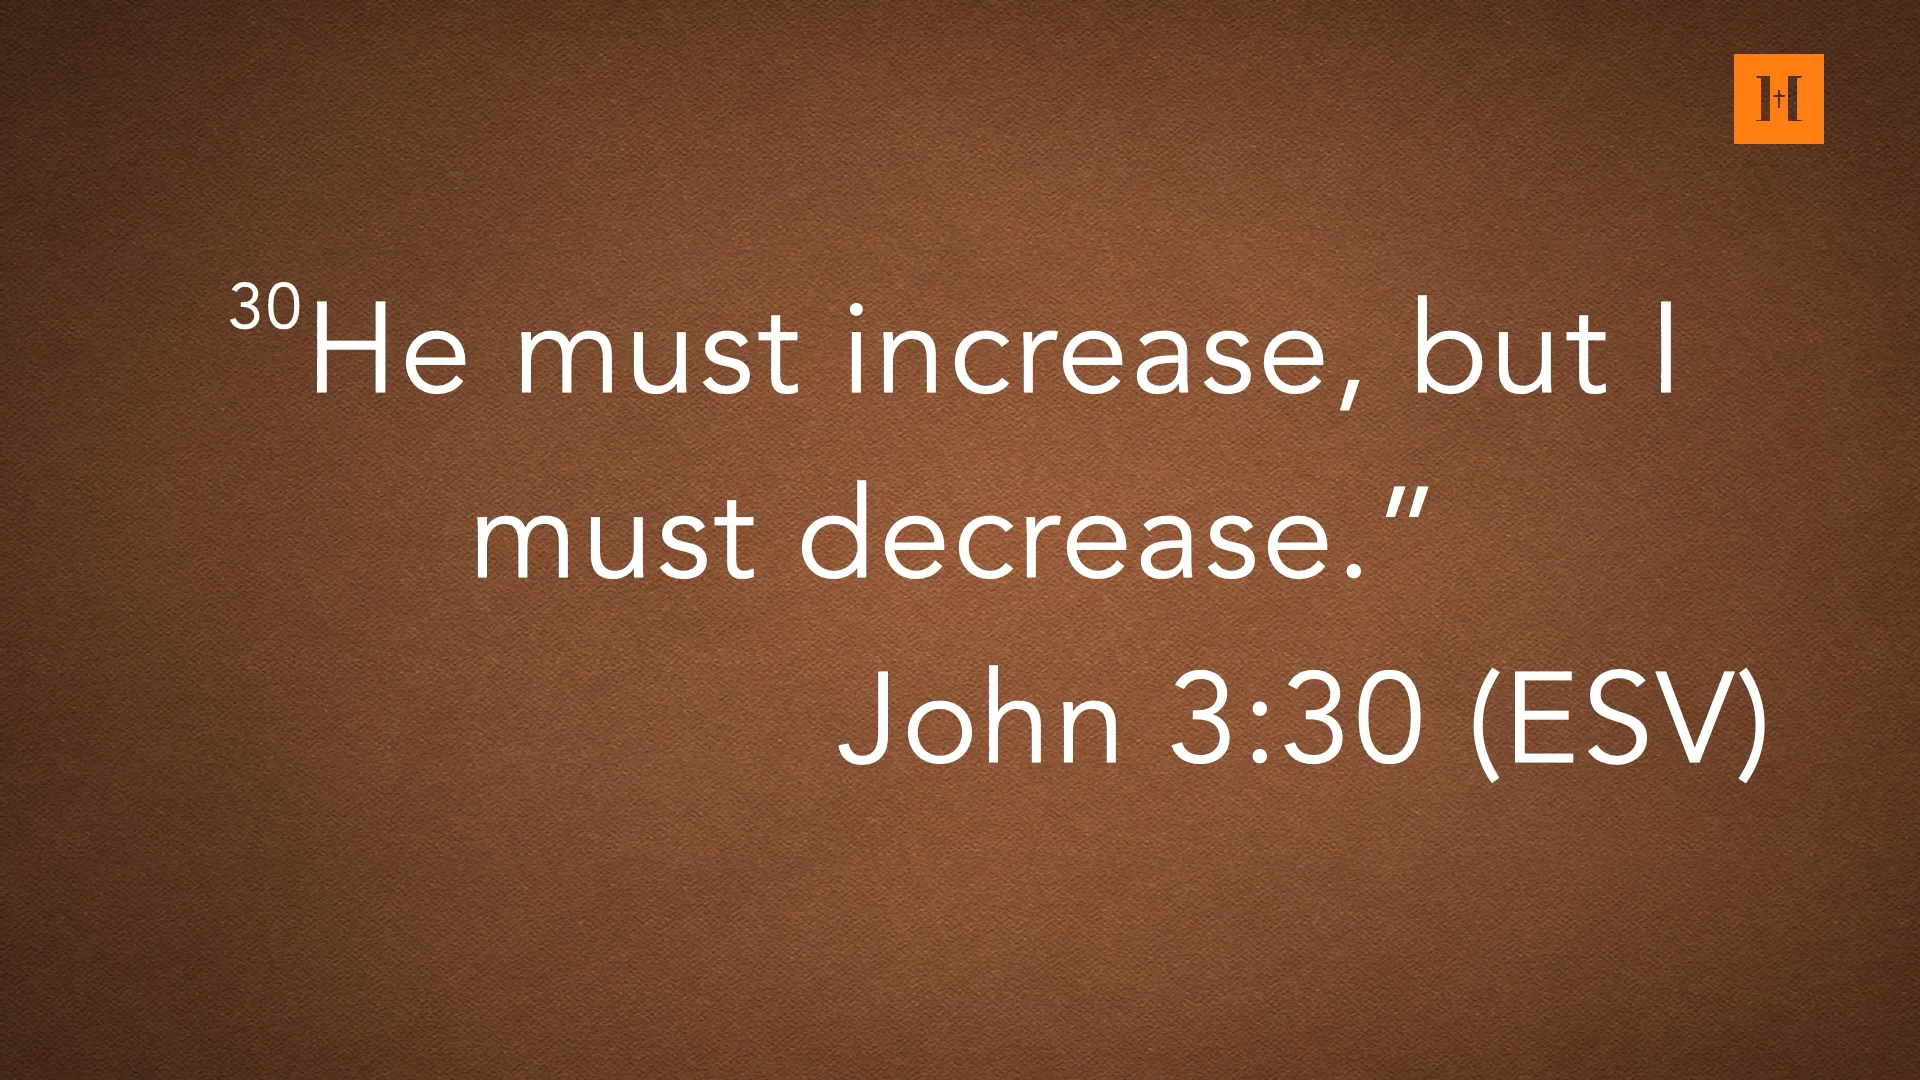 30He must increase, but I
must decrease.”
John 3:30 (ESV)
H